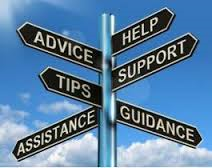 HELP
ADVICE
SUPPORT
TIPS
GUIDANCE
ASSISTANCE